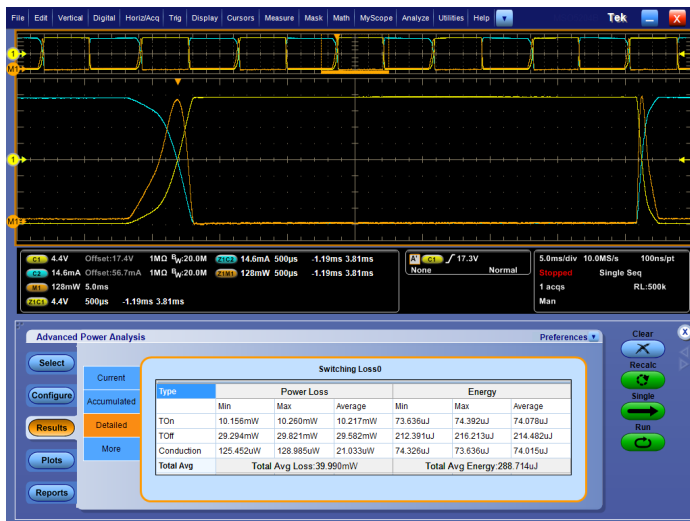 File Edit Vertical Digital Horiz/Acq Trig Display Cursors Measure Mask Math MyScope Analyze Utilities Help Tek X
1
M1
1
M1
C1 4.4V Offset:17.4V 1MΩ BW:20.0M
C2 14.6mA Offset:56.7mA 1MΩ BW:20.0M
M1 128mW 5.0ms
Z1C1 4.4V 500µs -1.19ms 3.81ms
Z1C2 14.6mA 500µs -1.19ms 3.81ms
Z1M1 128mW 500µs -1.19ms 3.81ms
A' C1 17.3V
None Normal
5.0ms/div 10.0MS/s 100ns/pt
Stopped Single Seq
1 acqs RL:500k
Man
Advanced Power Analysis Preferences
Clear X
Recalc
Single
Run
Select
Configure
Results
Plots
Reports
Current
Accumulated
Detailed
More
Switching Loss0
Type Power Loss Energy
Min Max Average Min Max Average
TOn 10.156mW 10.260mW 10.217mW 73.636uJ 74.392uJ 74.078uJ
TOff 29.294mW 29.821mW 29.582mW 212.391uJ 216.213uJ 214.482uJ
Conduction 125.452uW 128.985uW 21.033uW 74.326uJ 73.636uJ 74.015uJ
Total Avg Total Avg Loss:39.990mW Total Avg Energy:288.714uJ